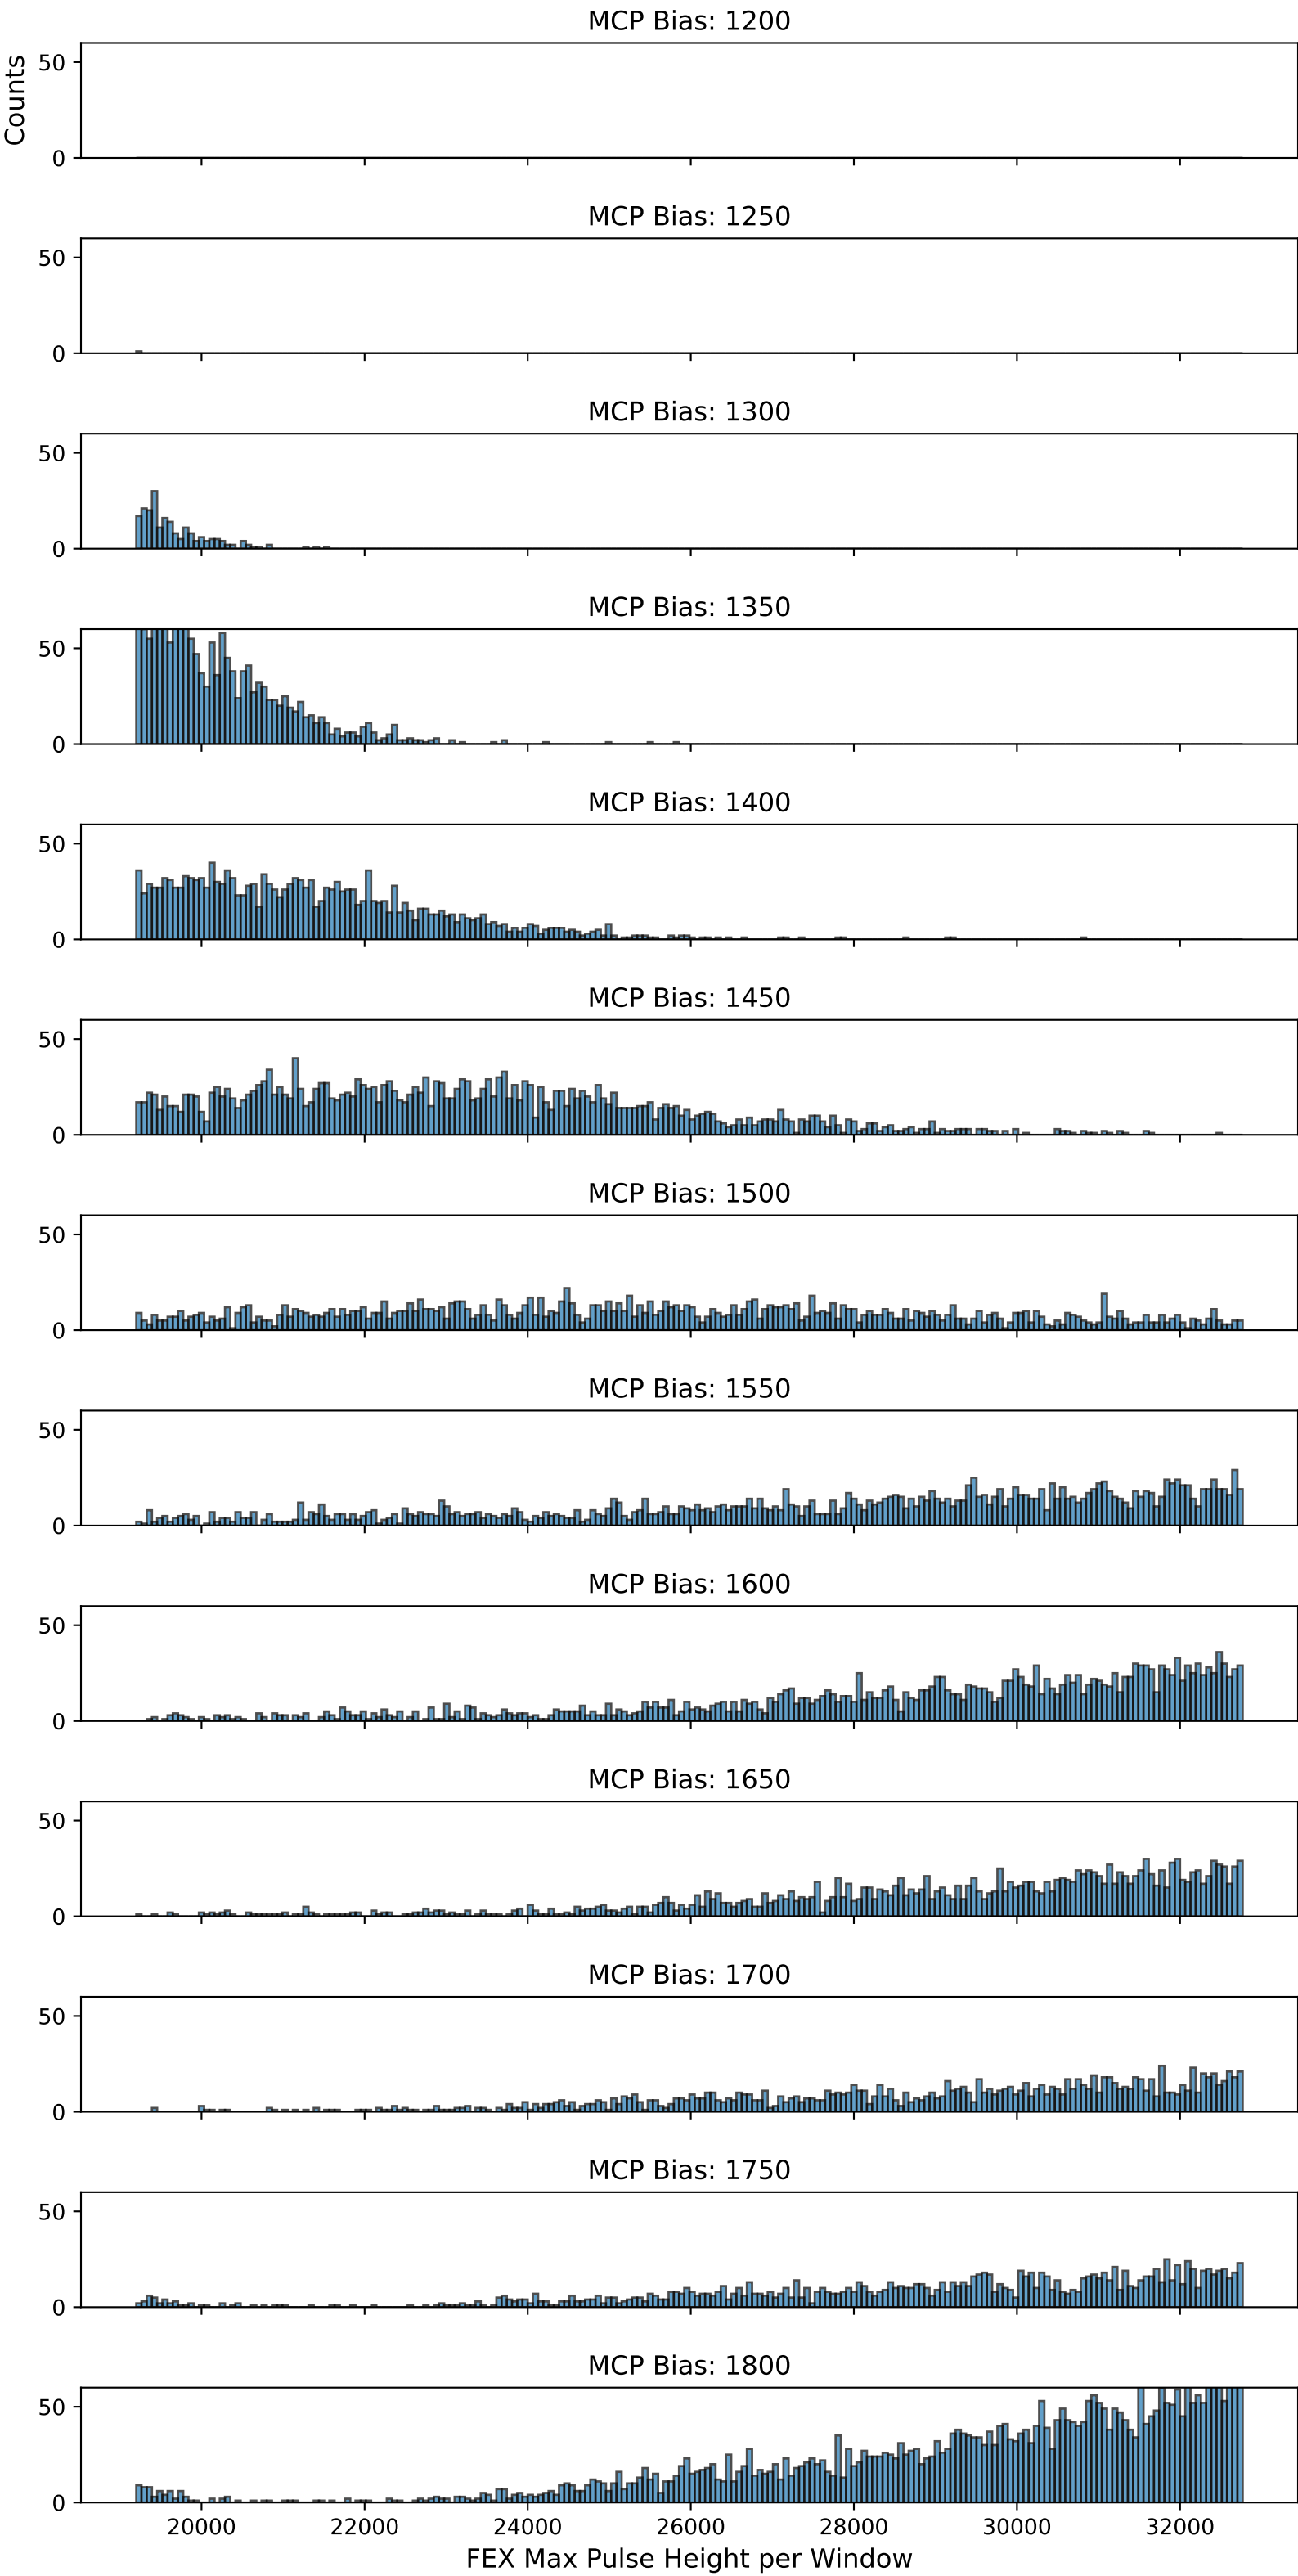 MCP Bias: 1200
Counts
50
0
MCP Bias: 1250
50
0
MCP Bias: 1300
50
0
MCP Bias: 1350
50
0
MCP Bias: 1400
50
0
MCP Bias: 1450
50
0
MCP Bias: 1500
50
0
MCP Bias: 1550
50
0
MCP Bias: 1600
50
0
MCP Bias: 1650
50
0
MCP Bias: 1700
50
0
MCP Bias: 1750
50
0
MCP Bias: 1800
50
0
20000 22000 24000 26000 28000 30000 32000
FEX Max Pulse Height per Window